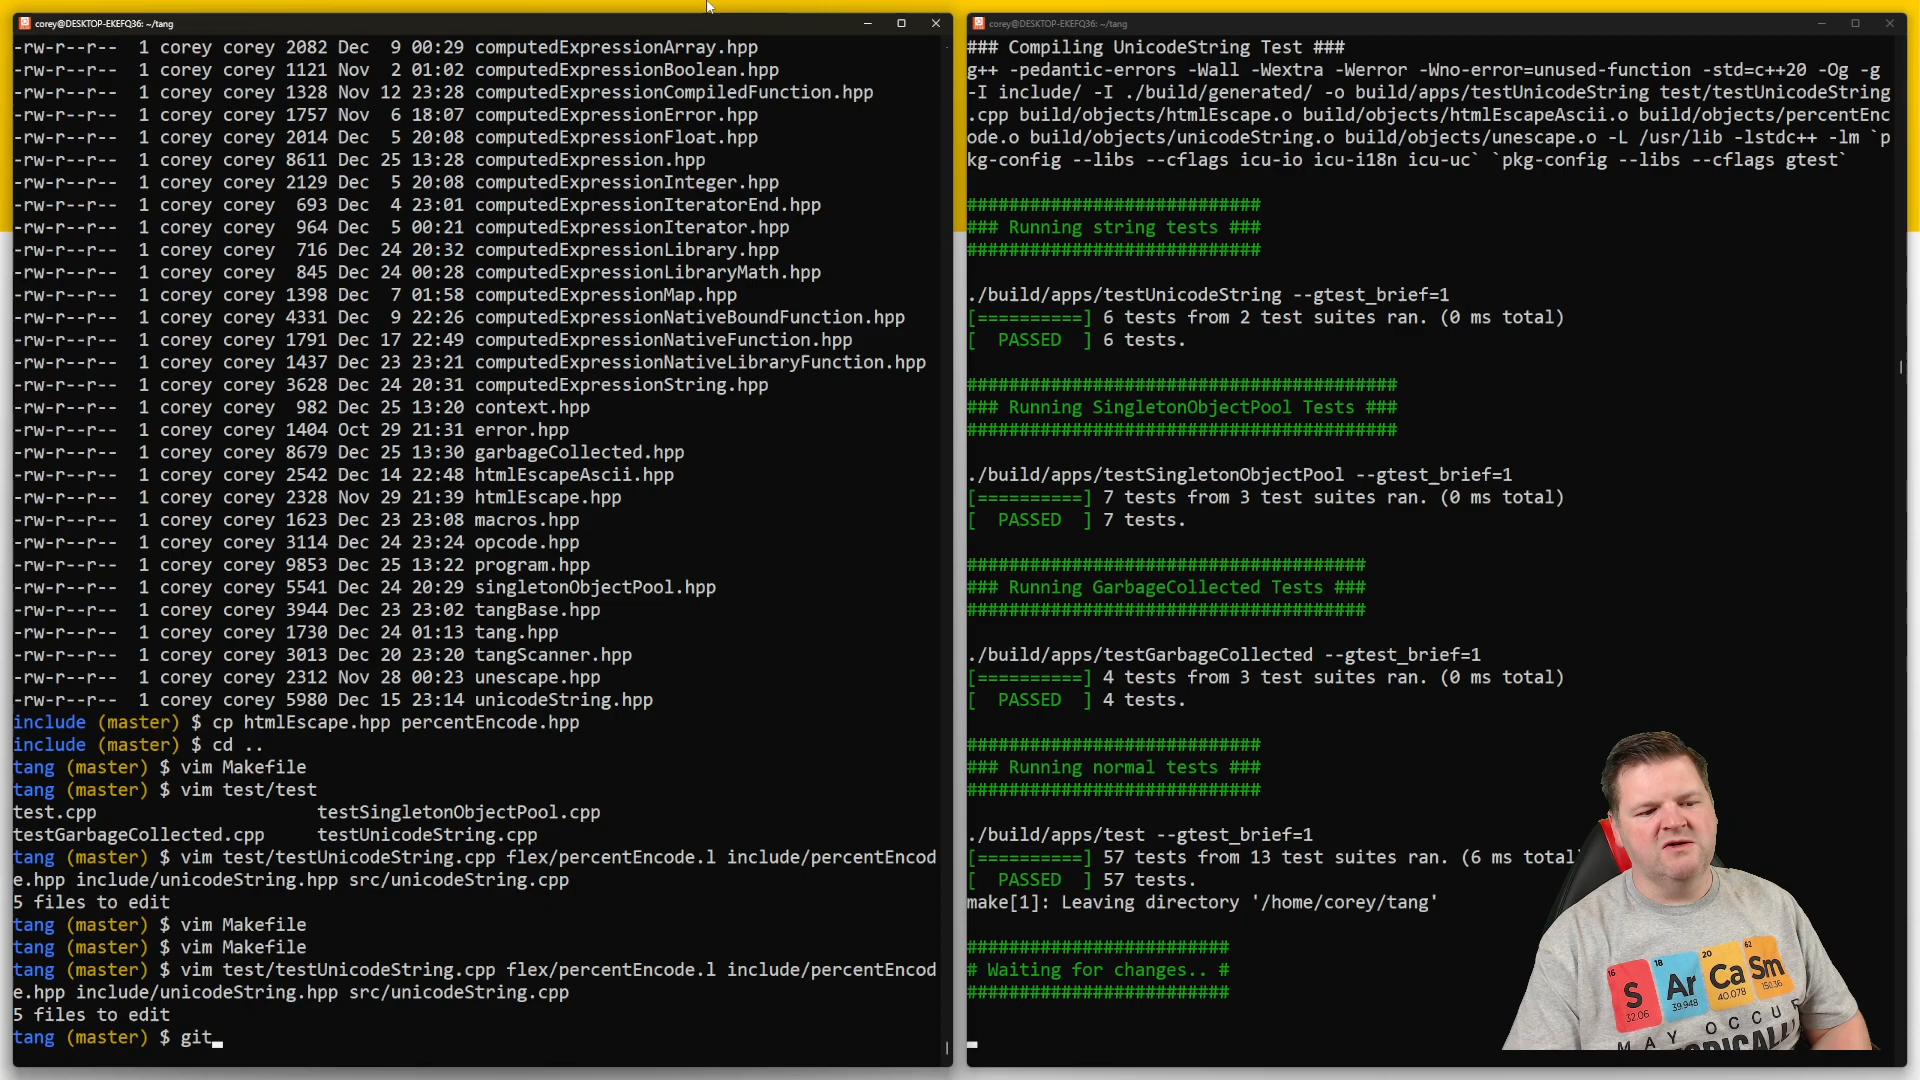 corey@DESKTOP-EKEFQ36: ~/tang
-rw-r--r--  1 corey corey 2082 Dec  9 00:29 computedExpressionArray.hpp
-rw-r--r--  1 corey corey 1121 Nov  2 01:02 computedExpressionBoolean.hpp
-rw-r--r--  1 corey corey 1328 Nov 12 23:28 computedExpressionCompiledFunction.hpp
-rw-r--r--  1 corey corey 1757 Nov  6 18:07 computedExpressionError.hpp
-rw-r--r--  1 corey corey 2014 Dec  5 20:08 computedExpressionFloat.hpp
-rw-r--r--  1 corey corey 8611 Dec 25 13:28 computedExpression.hpp
-rw-r--r--  1 corey corey 2129 Dec  5 20:08 computedExpressionInteger.hpp
-rw-r--r--  1 corey corey  693 Dec  4 23:01 computedExpressionIteratorEnd.hpp
-rw-r--r--  1 corey corey  964 Dec  5 00:21 computedExpressionIterator.hpp
-rw-r--r--  1 corey corey  716 Dec 24 20:32 computedExpressionLibrary.hpp
-rw-r--r--  1 corey corey  845 Dec 24 00:28 computedExpressionLibraryMath.hpp
-rw-r--r--  1 corey corey 1398 Dec  7 01:58 computedExpressionMap.hpp
-rw-r--r--  1 corey corey 4331 Dec  9 22:26 computedExpressionNativeBoundFunction.hpp
-rw-r--r--  1 corey corey 1791 Dec 17 22:49 computedExpressionNativeFunction.hpp
-rw-r--r--  1 corey corey 1437 Dec 23 23:21 computedExpressionNativeLibraryFunction.hpp
-rw-r--r--  1 corey corey 3628 Dec 24 20:31 computedExpressionString.hpp
-rw-r--r--  1 corey corey  982 Dec 25 13:20 context.hpp
-rw-r--r--  1 corey corey 1404 Oct 29 21:31 error.hpp
-rw-r--r--  1 corey corey 8679 Dec 25 13:30 garbageCollected.hpp
-rw-r--r--  1 corey corey 2542 Dec 14 22:48 htmlEscapeAscii.hpp
-rw-r--r--  1 corey corey 2328 Nov 29 21:39 htmlEscape.hpp
-rw-r--r--  1 corey corey 1623 Dec 23 23:08 macros.hpp
-rw-r--r--  1 corey corey 3114 Dec 24 23:24 opcode.hpp
-rw-r--r--  1 corey corey 9853 Dec 25 13:22 program.hpp
-rw-r--r--  1 corey corey 5541 Dec 24 20:29 singletonObjectPool.hpp
-rw-r--r--  1 corey corey 3944 Dec 23 23:02 tangBase.hpp
-rw-r--r--  1 corey corey 1730 Dec 24 01:13 tang.hpp
-rw-r--r--  1 corey corey 3013 Dec 20 23:20 tangScanner.hpp
-rw-r--r--  1 corey corey 2312 Nov 28 00:23 unescape.hpp
-rw-r--r--  1 corey corey 5980 Dec 15 23:14 unicodeString.hpp
include (master) $ cp htmlEscape.hpp percentEncode.hpp
include (master) $ cd ..
tang (master) $ vim Makefile
tang (master) $ vim test/test
test.cpp                     testSingletonObjectPool.cpp
testGarbageCollected.cpp     testUnicodeString.cpp
tang (master) $ vim test/testUnicodeString.cpp flex/percentEncode.l include/percentEncod
e.hpp include/unicodeString.hpp src/unicodeString.cpp
5 files to edit
tang (master) $ vim Makefile
tang (master) $ vim Makefile
tang (master) $ vim test/testUnicodeString.cpp flex/percentEncode.l include/percentEncod
e.hpp include/unicodeString.hpp src/unicodeString.cpp
5 files to edit
tang (master) $ git
corey@DESKTOP-EKEFQ36: ~/tang
### Compiling UnicodeString Test ###
g++ -pedantic-errors -Wall -Wextra -Werror -Wno-error=unused-function -std=c++20 -Og -g
-I include/ -I ./build/generated/ -o build/apps/testUnicodeString test/testUnicodeString
.cpp build/objects/htmlEscape.o build/objects/htmlEscapeAscii.o build/objects/percentEnc
ode.o build/objects/unicodeString.o build/objects/unescape.o -L /usr/lib -lstdc++ -lm `p
kg-config --libs --cflags icu-io icu-i18n icu-uc` `pkg-config --libs --cflags gtest`
###########################
### Running string tests ###
############################
./build/apps/testUnicodeString --gtest_brief=1
[==========] 6 tests from 2 test suites ran. (0 ms total)
[  PASSED  ] 6 tests.
#########################################
### Running SingletonObjectPool Tests ###
#########################################
./build/apps/testSingletonObjectPool --gtest_brief=1
[==========] 7 tests from 3 test suites ran. (0 ms total)
[  PASSED  ] 7 tests.
######################################
### Running GarbageCollected Tests ###
######################################
./build/apps/testGarbageCollected --gtest_brief=1
[==========] 4 tests from 3 test suites ran. (0 ms total)
[  PASSED  ] 4 tests.
############################
### Running normal tests ###
############################
./build/apps/test --gtest_brief=1
[==========] 57 tests from 13 test suites ran. (6 ms total
[  PASSED  ] 57 tests.
make[1]: Leaving directory '/home/corey/tang'
#########################
# Waiting for changes.. #
#########################
16 S 32.06
18 Ar 39.948
20 Ca 40.078
62 Sm 150.36
MAY OCCUR